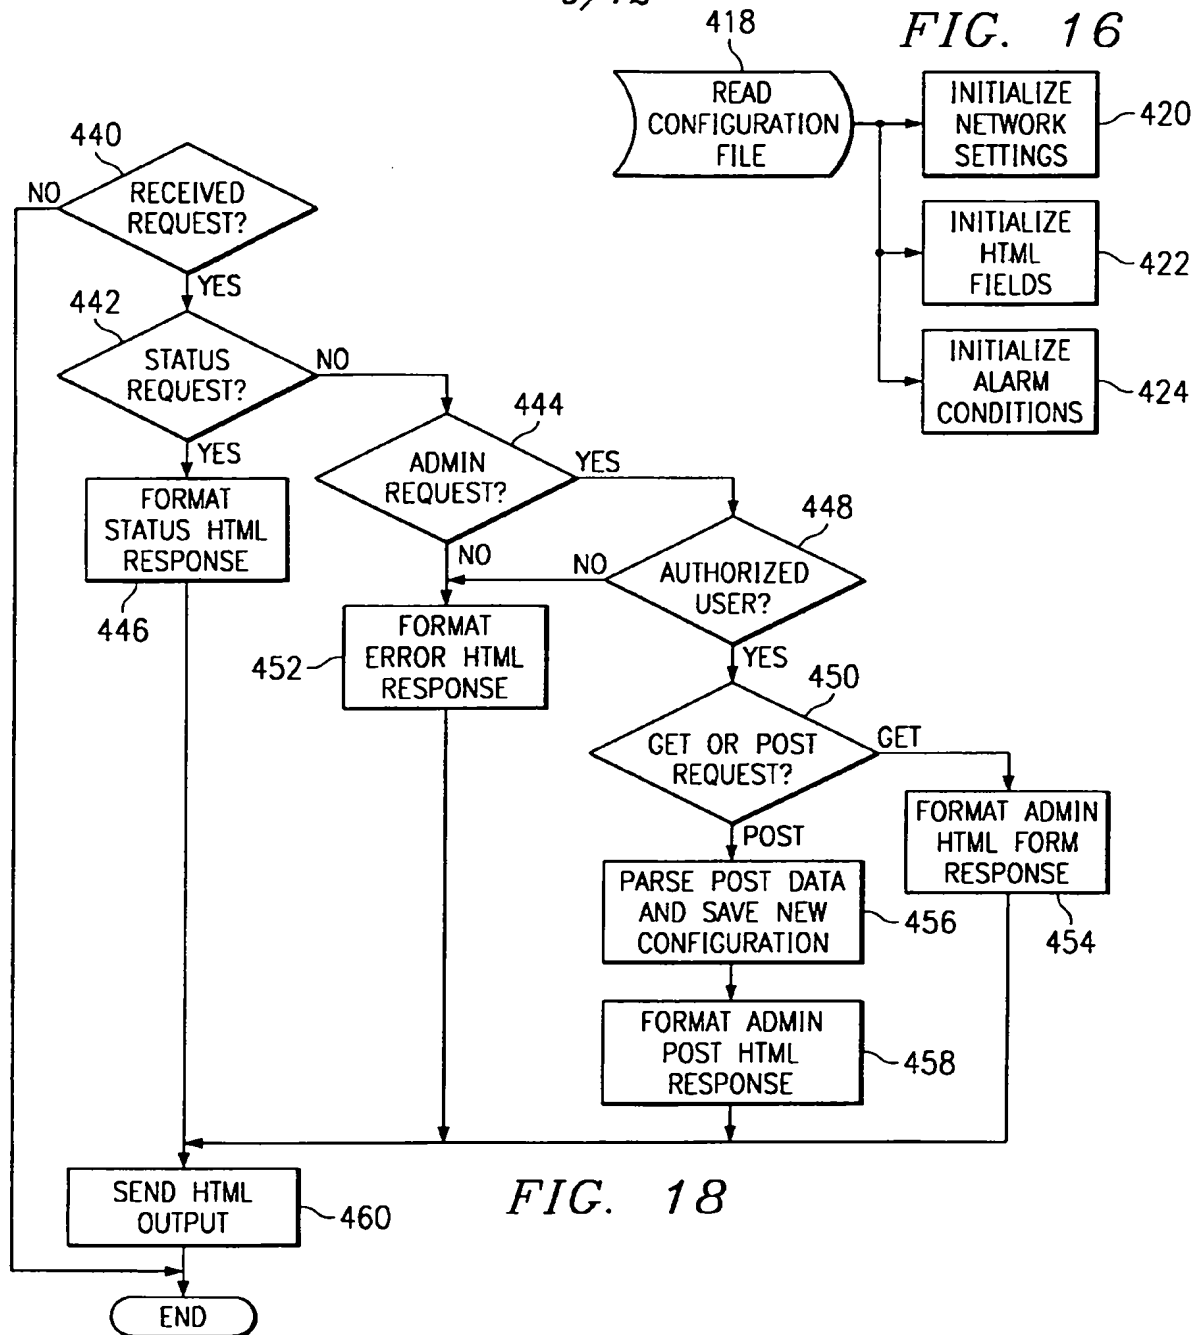 FIG. 16
418
READ
CONFIGURATION
FILE
INITIALIZE
NETWORK
SETTINGS
420
INITIALIZE
HTML
FIELDS
422
INITIALIZE
ALARM
CONDITIONS
424
440
NO
RECEIVED
REQUEST?
YES
442
STATUS
REQUEST?
NO
YES
444
ADMIN
REQUEST?
YES
NO
FORMAT
STATUS HTML
RESPONSE
446
448
AUTHORIZED
USER?
NO
YES
FORMAT
ERROR HTML
RESPONSE
452
450
GET OR POST
REQUEST?
GET
POST
FORMAT ADMIN
HTML FORM
RESPONSE
454
PARSE POST DATA
AND SAVE NEW
CONFIGURATION
456
FORMAT ADMIN
POST HTML
RESPONSE
458
SEND HTML
OUTPUT
460
FIG. 18
END